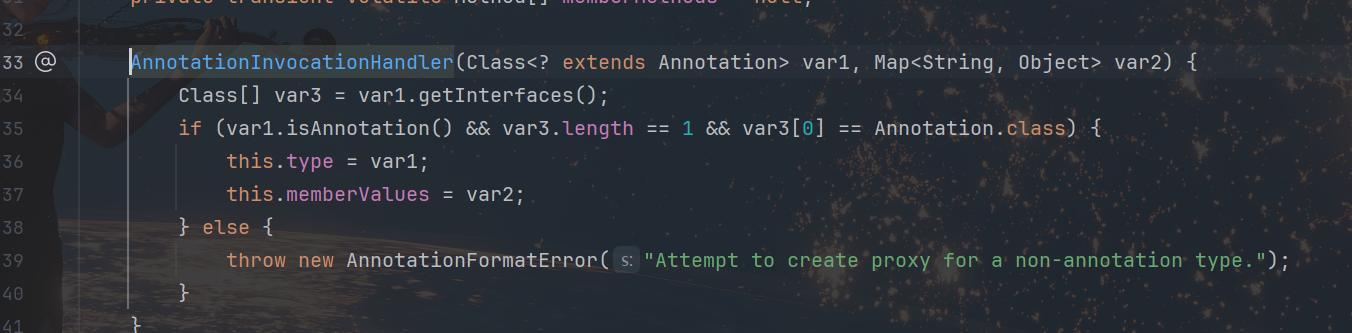 31 private transient volatile Method[] memberMethods = null;
32
33 @ AnnotationInvocationHandler(Class<? extends Annotation> var1, Map<String, Object> var2) {
34 Class[] var3 = var1.getInterfaces();
35 if (var1.isAnnotation() && var3.length == 1 && var3[0] == Annotation.class) {
36 this.type = var1;
37 this.memberValues = var2;
38 } else {
39 throw new AnnotationFormatError( s: "Attempt to create proxy for a non-annotation type.");
40 }
41 }